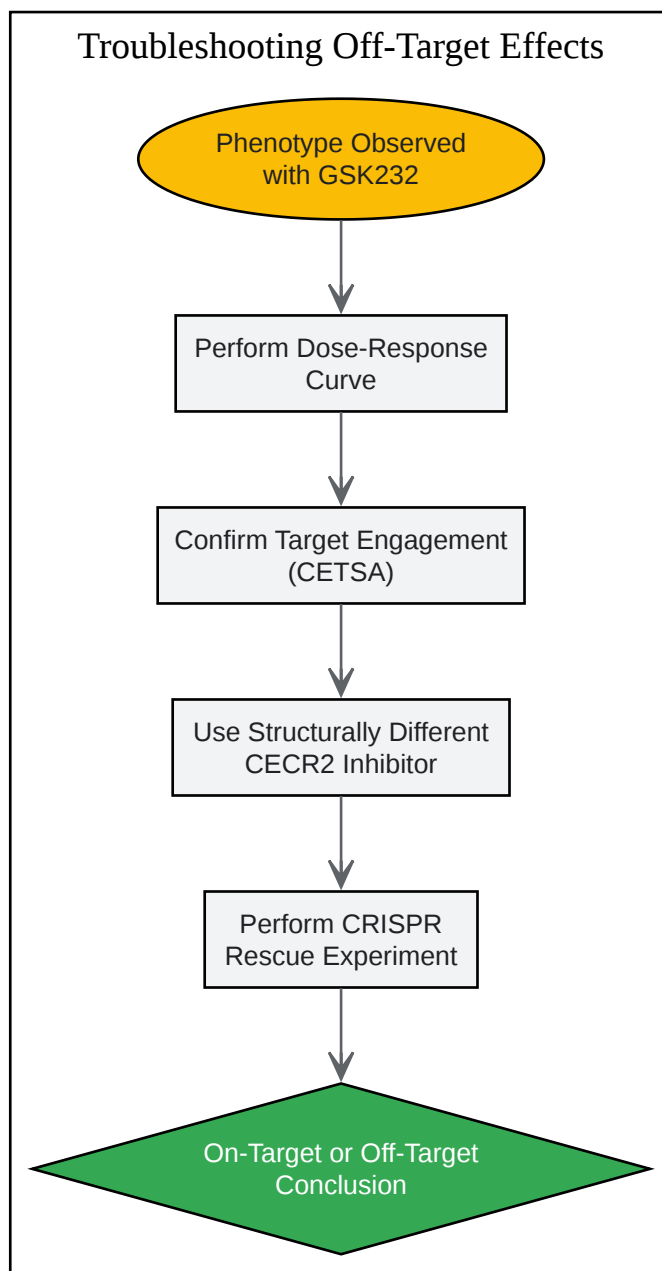 Troubleshooting Off-Target Effects
Phenotype Observed
with GSK232
Perform Dose-Response
Curve
Confirm Target Engagement
(CETSA)
Use Structurally Different
CECR2 Inhibitor
Perform CRISPR
Rescue Experiment
On-Target or Off-Target
Conclusion